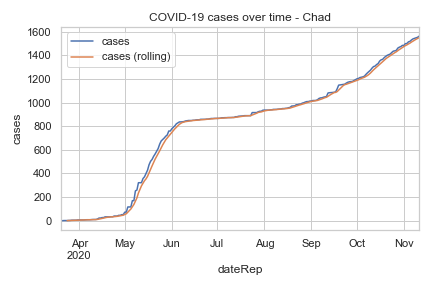 COVID-19 cases over time - Chad
cases
cases (rolling)
1600
1400
1200
1000
800
600
400
200
0
cases
Apr
2020
May
Jun
Jul
Aug
Sep
Oct
Nov
dateRep